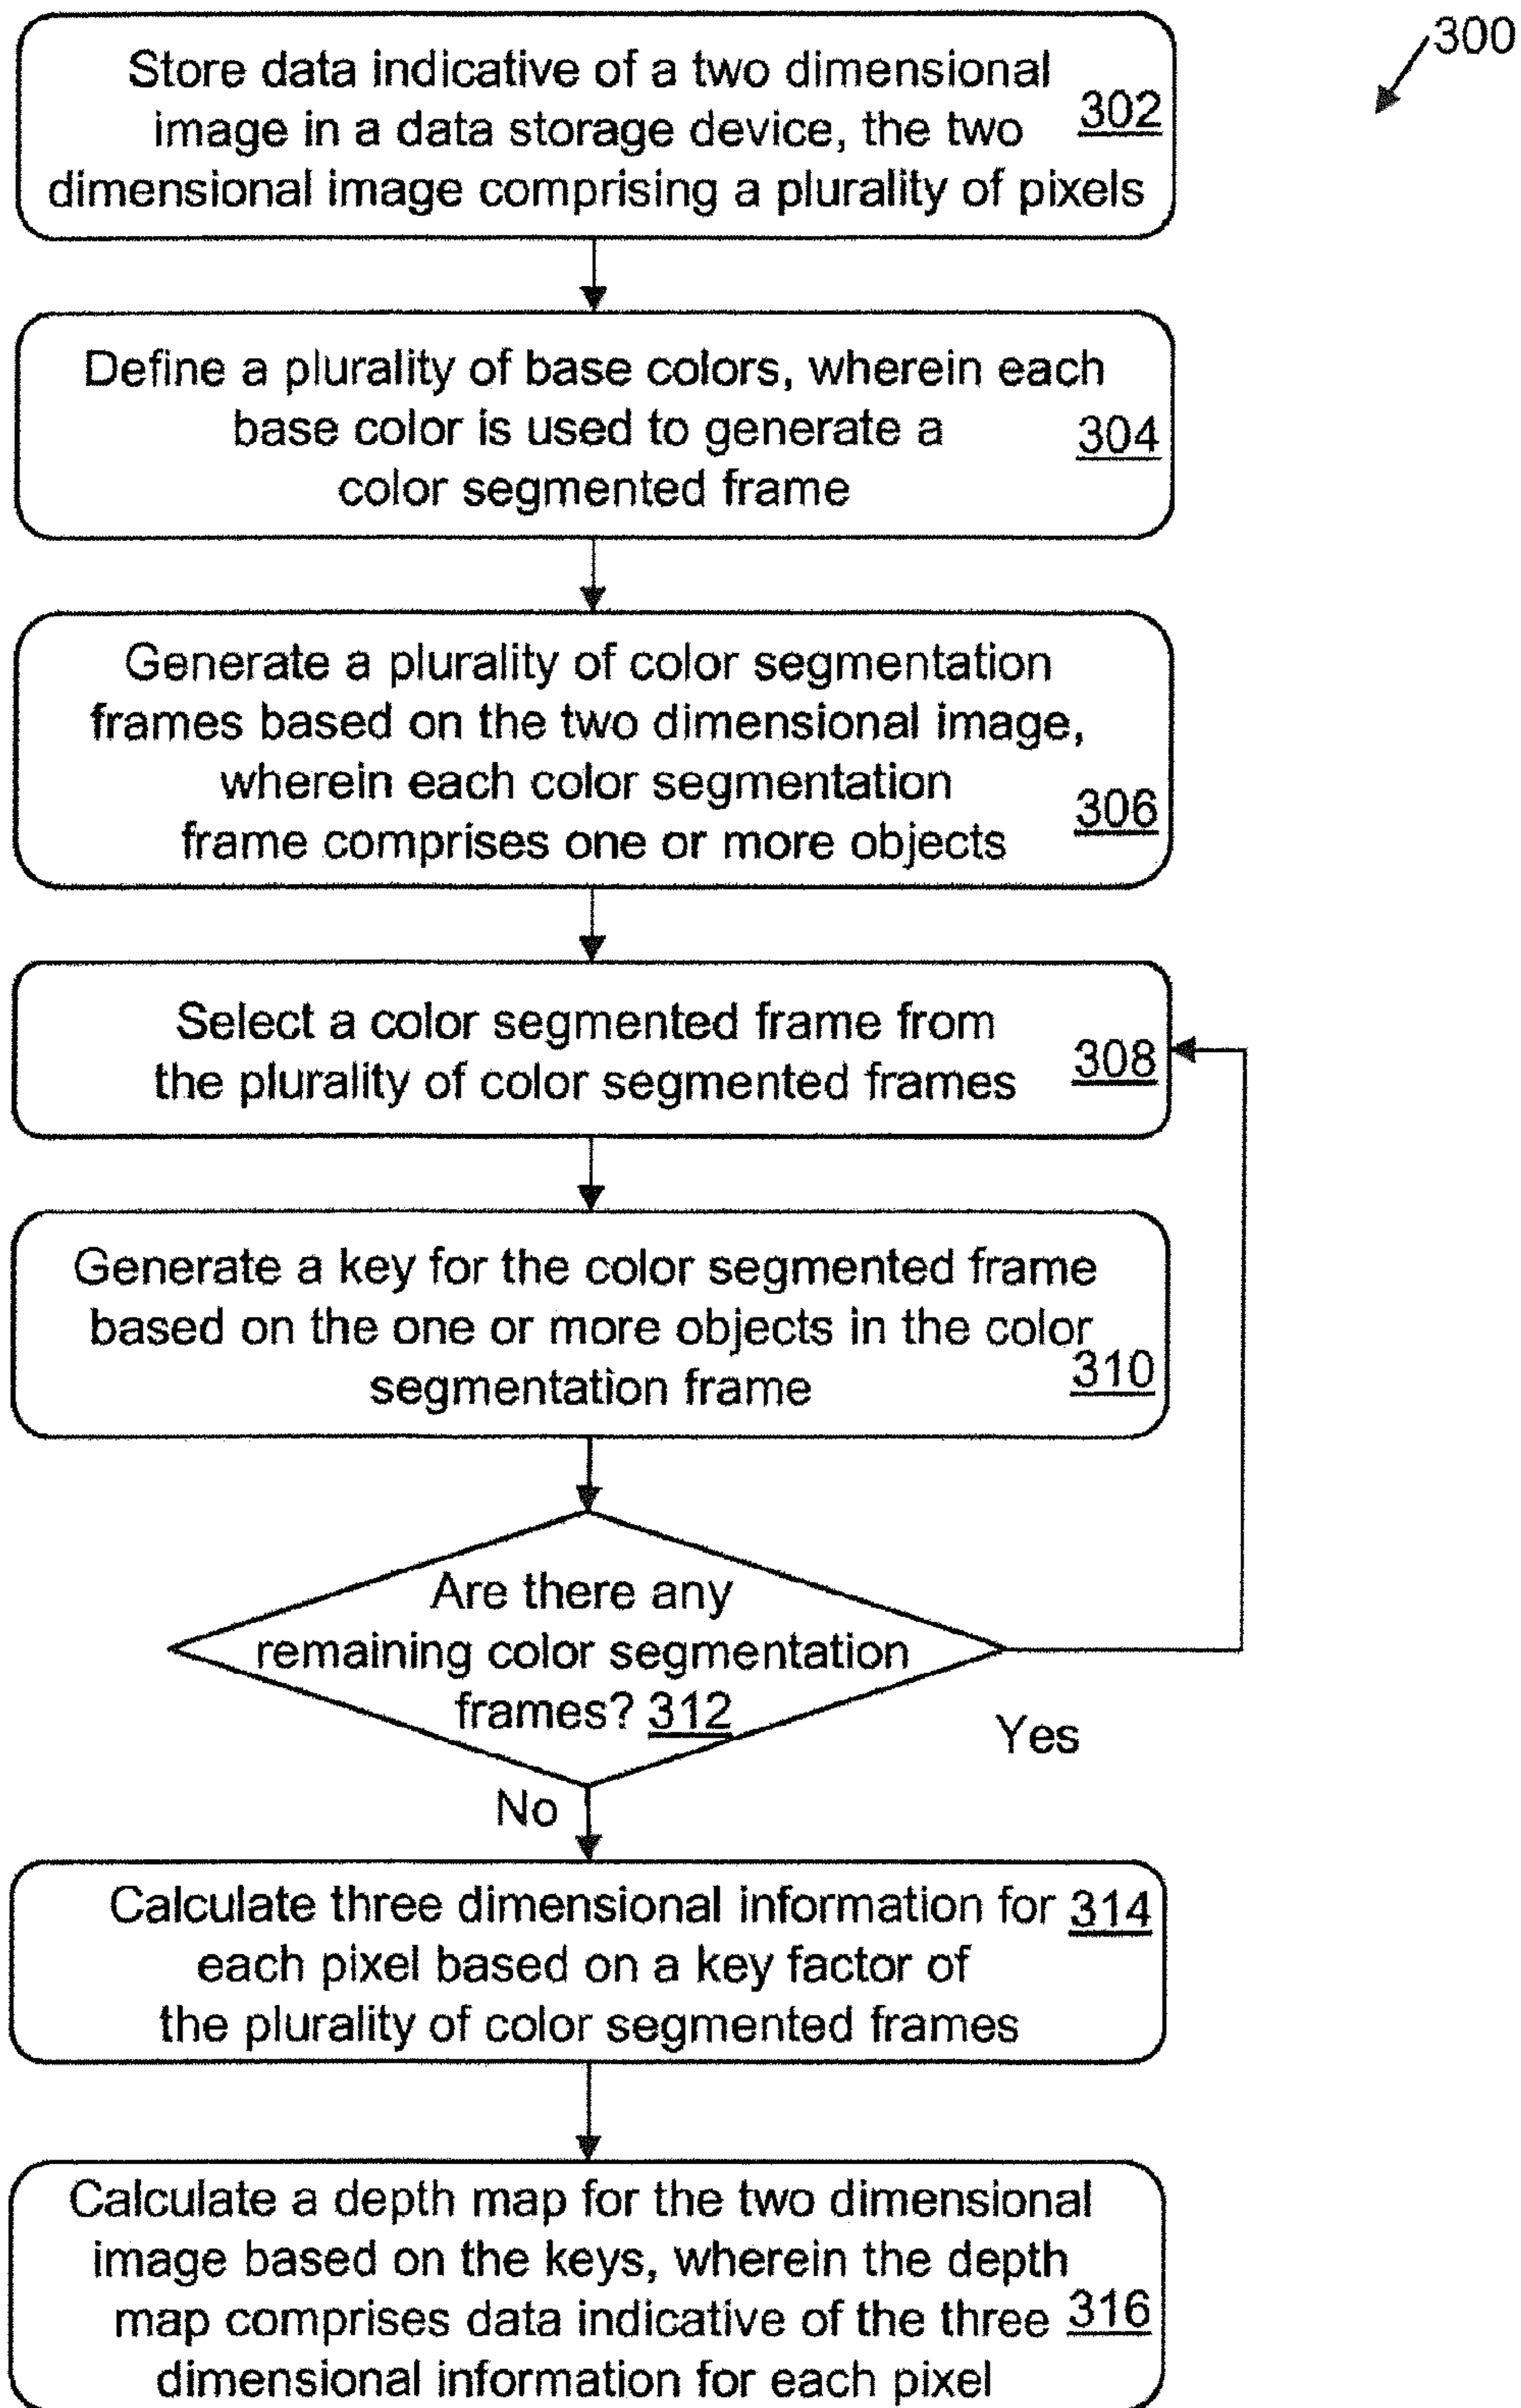 300
Store data indicative of a two dimensional
image in a data storage device, the two
302
dimensional image comprising a plurality of pixels
Define a plurality of base colors, wherein each
base color is used to generate a
304
color segmented frame
Generate a plurality of color segmentation
frames based on the two dimensional image,
wherein each color segmentation
306
frame comprises one or more objects
Select a color segmented frame from
308
the plurality of color segmented frames
Generate a key for the color segmented frame
based on the one or more objects in the color
310
segmentation frame
Are there any
remaining color segmentation
frames? 312
Yes
No
Calculate three dimensional information for 314
each pixel based on a key factor of
the plurality of color segmented frames
Calculate a depth map for the two dimensional
image based on the keys, wherein the depth
map comprises data indicative of the three 316
dimensional information for each pixel